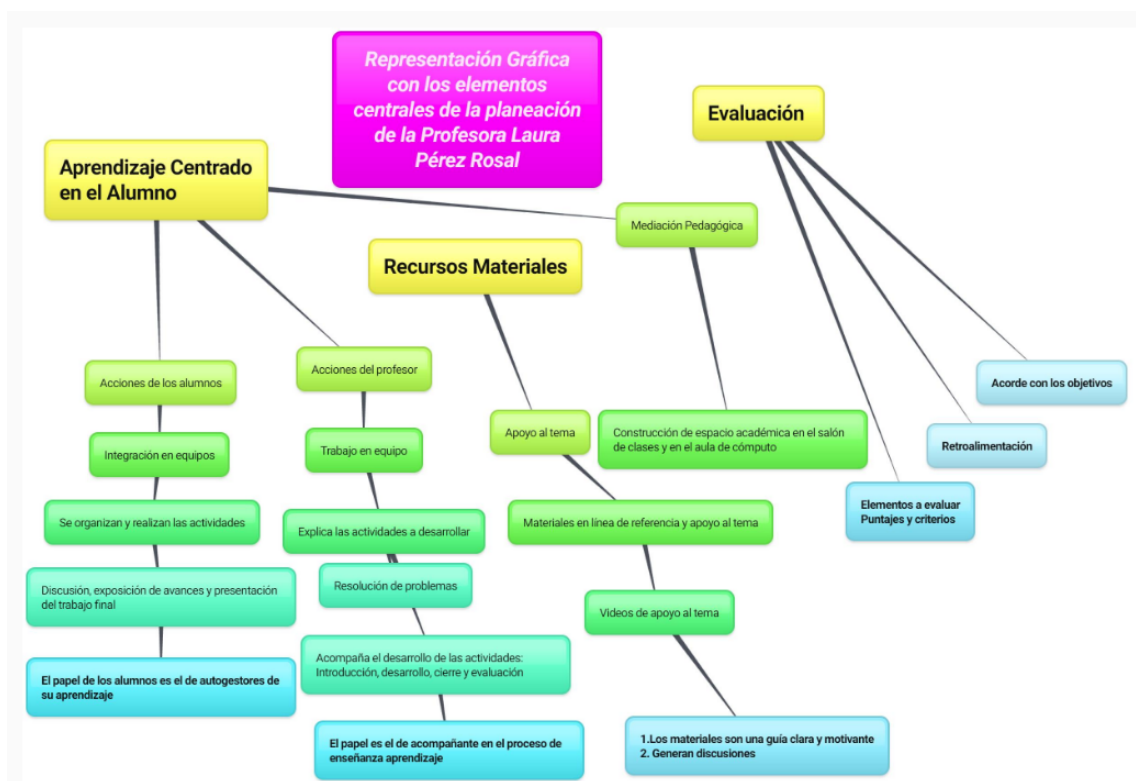 Representación Gráfica
con los elementos
centrales de la planeación
de la Profesora Laura
Pérez Rosal
Evaluación
Aprendizaje Centrado
en el Alumno
Mediación Pedagógica
Recursos Materiales
Acciones de los alumnos
Acciones del profesor
Acorde con los objetivos
Integración en equipos
Trabajo en equipo
Apoyo al tema
Construcción de espacio académica en el salón
de clases y en el aula de cómputo
Retroalimentación
Se organizan y realizan las actividades
Explica las actividades a desarrollar
Materiales en línea de referencia y apoyo al tema
Elementos a evaluar
Puntajes y criterios
Discusión, exposición de avances y presentación
del trabajo final
Resolución de problemas
Videos de apoyo al tema
El papel de los alumnos es el de autogestores de
su aprendizaje
Acompaña el desarrollo de las actividades:
Introducción, desarrollo, cierre y evaluación
El papel es el de acompañante en el proceso de
enseñanza aprendizaje
1.Los materiales son una guía clara y motivante
2. Generan discusiones